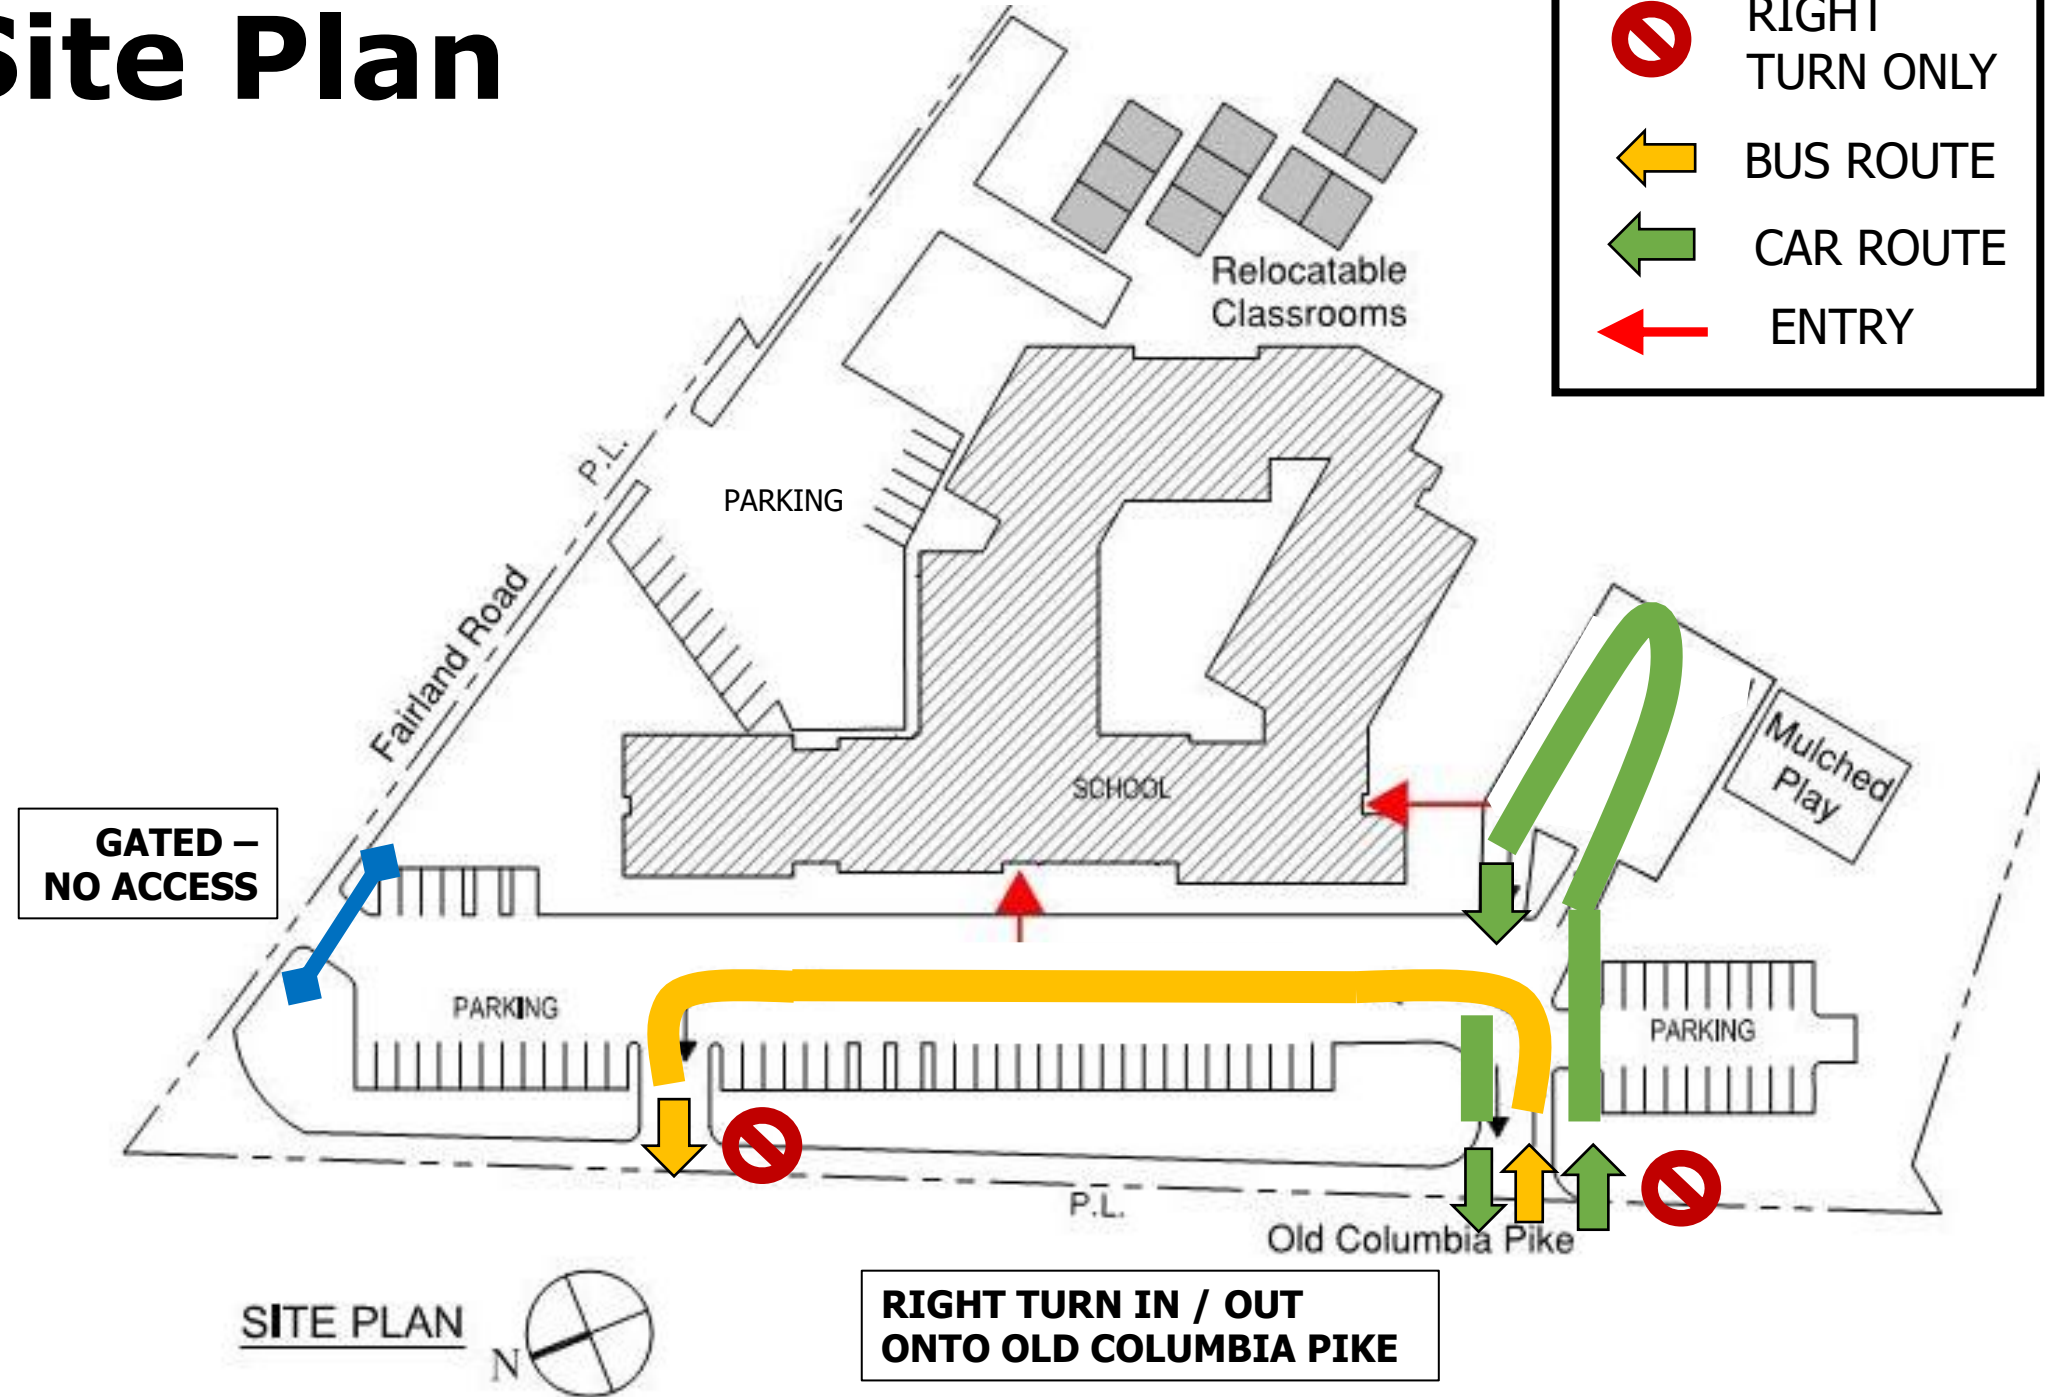 Site Plan
RIGHT
TURN ONLY
BUS ROUTE
CAR ROUTE
ENTRY
Relocatable
Classrooms
P.L.
PARKING
Fairland Road
Mulched
Play
SCHOOL
GATED –
NO ACCESS
PARKING
PARKING
P.L.
Old Columbia Pike
SITE PLAN
N
RIGHT TURN IN / OUT
ONTO OLD COLUMBIA PIKE